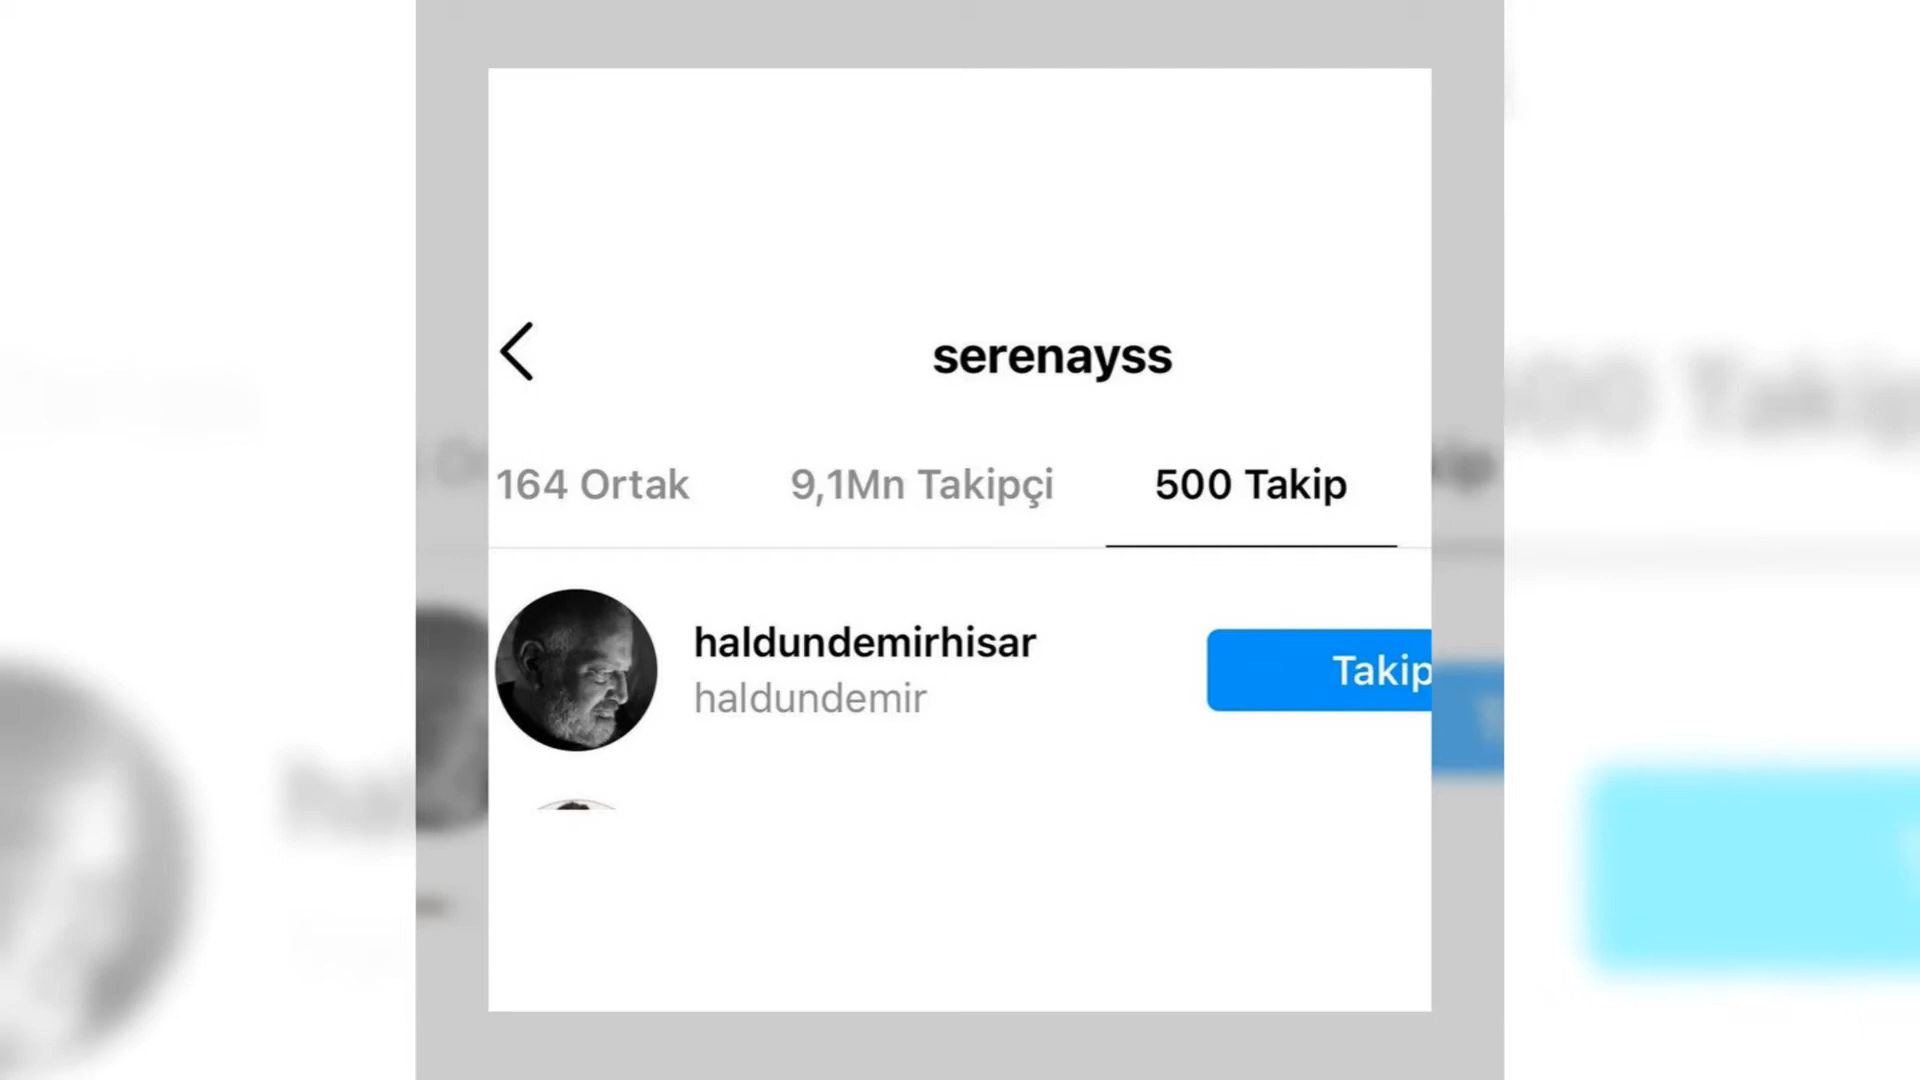 serenayss
164 Ortak 9,1Mn Takipçi 500 Takip
haldundemirhisar
haldundemir
Takip